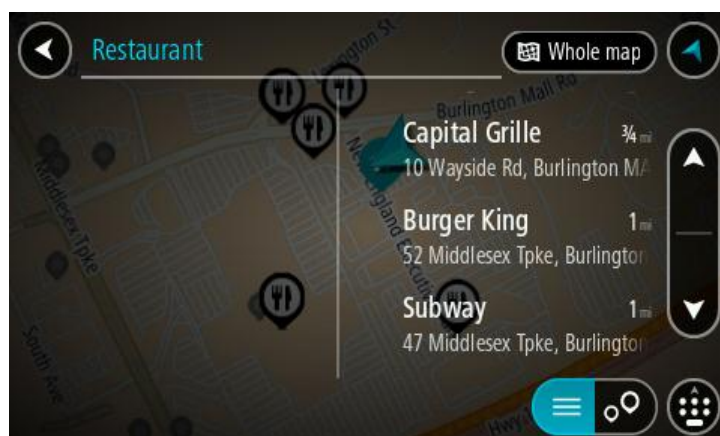 Restaurant
Whole map
Burlington Mall Rd
Capital Grille ¾ mi
10 Wayside Rd, Burlington MA
Middlesex Tpke
Burger King 1 mi
52 Middlesex Tpke, Burlington
Subway 1 mi
47 Middlesex Tpke, Burlington
South Ave